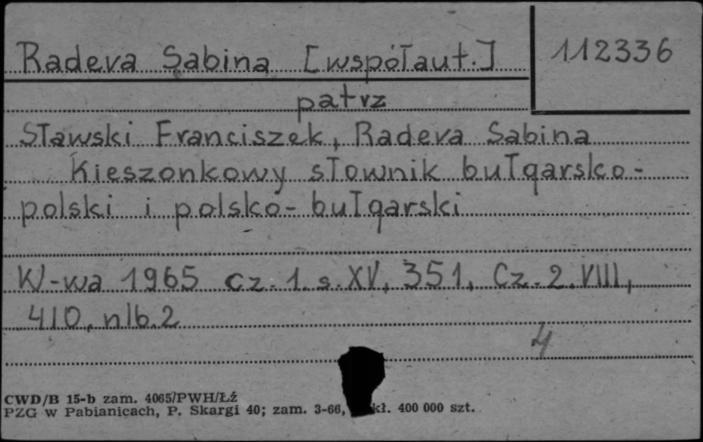 Radeva Sabina [współaut.]
112336
patrz
Sławski Franciszek, Radeva Sabina
Kieszonkowy słownik bułgarsko-
polski i polsko-bułgarski
W-wa 1965 cz. 1. s. XV, 351, Cz. 2. VIII,
410, nlb. 2
4
CWD/B 15-b zam. 4065/PWH/Łź
PZG w Pabianicach, P. Skargi 40; zam. 3-66, kł. 400 000 szt.